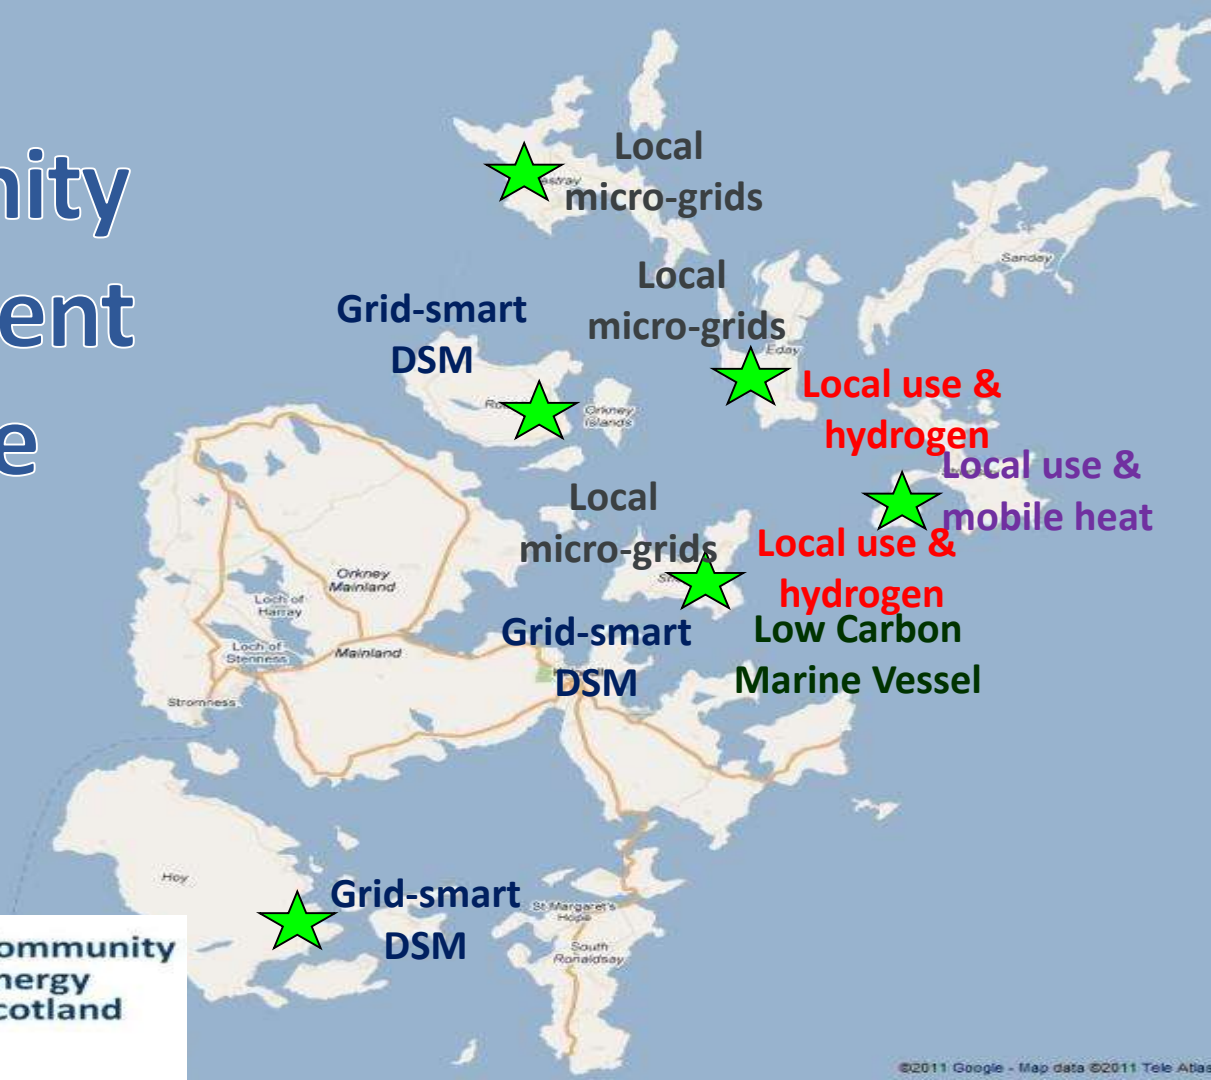 nity
ent
e
Local
micro-grids
Sanday
Local
micro-grids
Eday
Grid-smart
DSM
Orkney
Islands
Local use &
hydrogen
Local use &
mobile heat
Local
micro-grids
Local use &
hydrogen
Low Carbon
Marine Vessel
Grid-smart
DSM
Orkney
Mainland
Loch of
Harray
Loch of
Stenness
Mainland
Stromness
Hoy
Grid-smart
DSM
St Margaret's
Hope
South
Ronaldsay
ommunity
nergy
cotland
©2011 Google - Map data ©2011 Tele Atlas